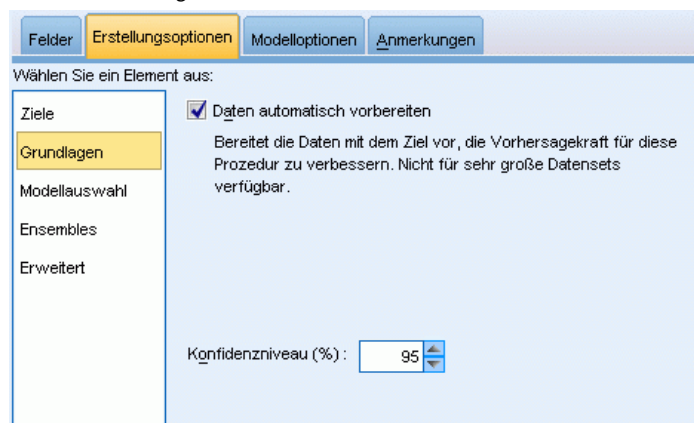 Felder Erstellungsoptionen Modelloptionen Anmerkungen
Wählen Sie ein Element aus:
Ziele
Grundlagen
Modellauswahl
Ensembles
Erweitert
Daten automatisch vorbereiten
Bereitet die Daten mit dem Ziel vor, die Vorhersagekraft für diese
Prozedur zu verbessern. Nicht für sehr große Datensets
verfügbar.
Konfidenzniveau (%) : 95